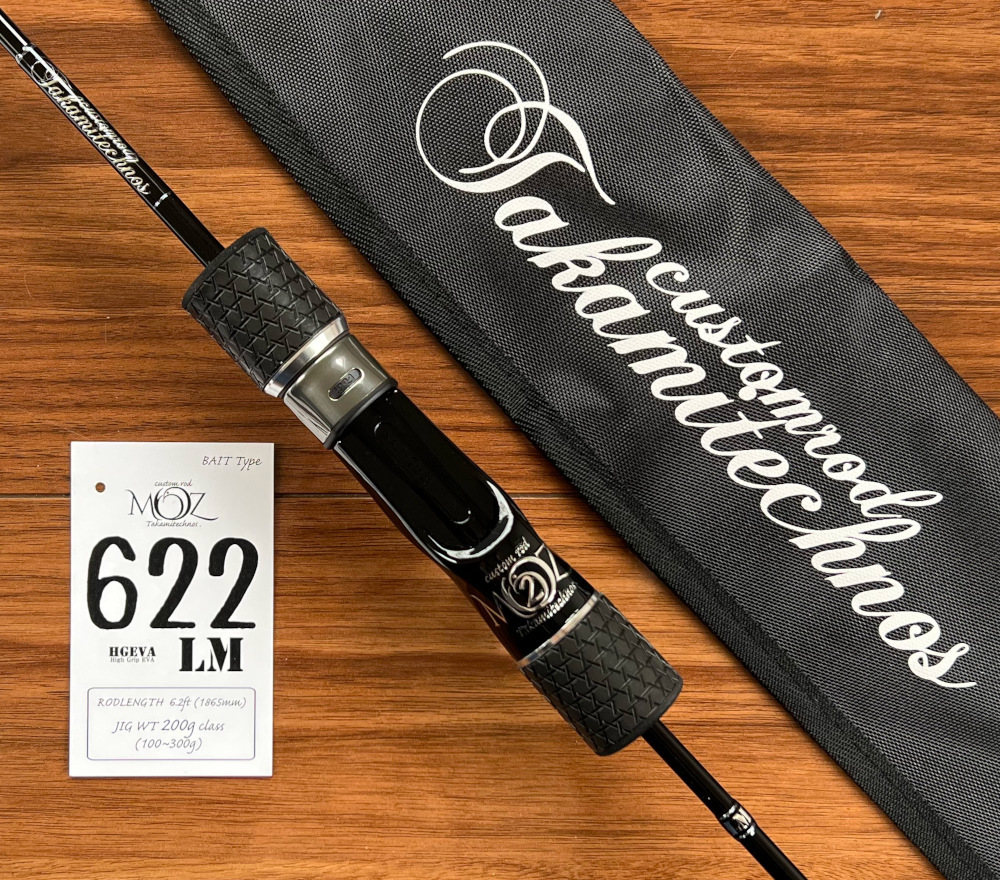 Takamitechnos
customrod
Takamitechnos
BAIT Type
custom rod
MOZ
Takamitechnos.
622
HGEVA
High Grip EVA
LM
RODLENGTH 6.2ft (1865mm)
JIG WT 200g class
(100~300g)
custom rod
MOZ
2
Takamitechnos